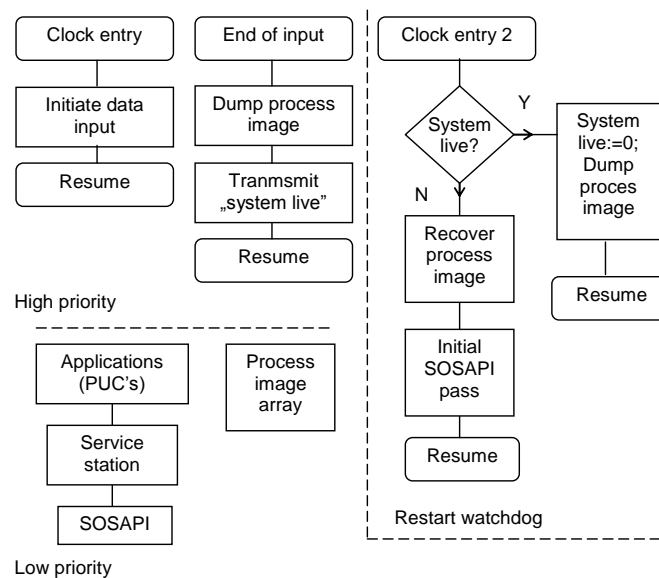 Clock entry
Initiate data
input
Resume
End of input
Dump process
image
Tranmsmit
„system live”
Resume
High priority
Applications
(PUC's)
Service
station
SOSAPI
Process
image
array
Low priority
Clock entry 2
System
live?
Y
N
System
live:=0;
Dump
proces
image
Resume
Recover
process
image
Initial
SOSAPI
pass
Resume
Restart watchdog